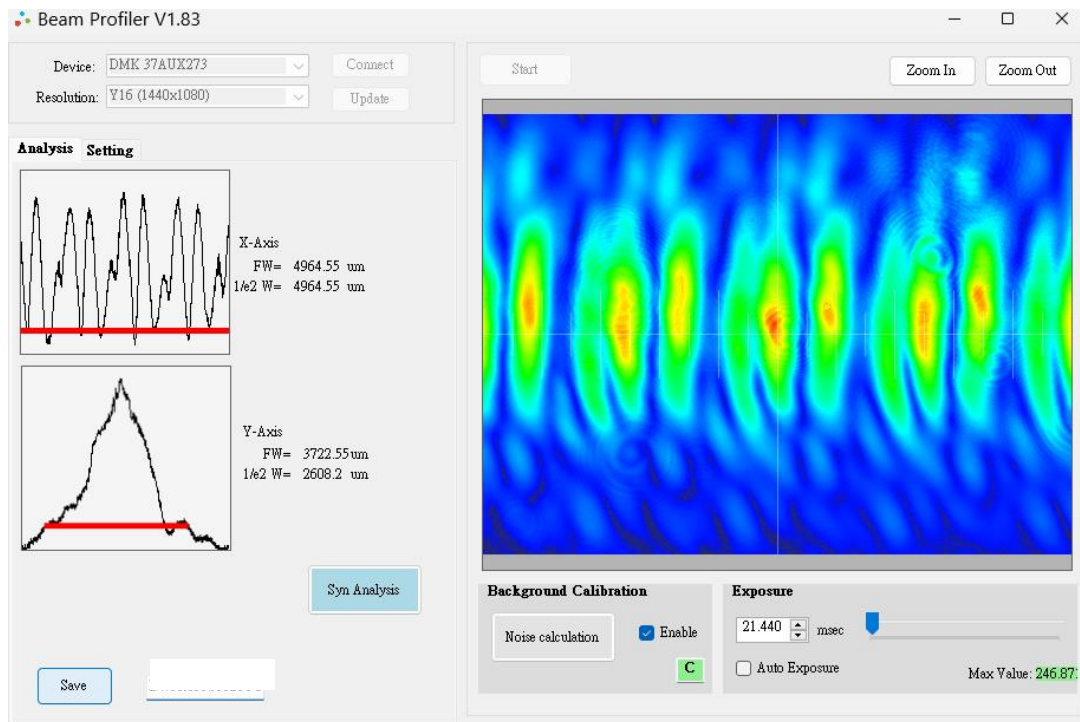 Beam Profiler V1.83
Device: DMK 37AUX273 Connect
Resolution: Y16 (1440x1080) Update
Analysis Setting
X-Axis
FW= 4964.55 um
1/e2 W= 4964.55 um
Y-Axis
FW= 3722.55um
1/e2 W= 2608.2 um
Syn Analysis
Save
Start Zoom In Zoom Out
Background Calibration
Noise calculation Enable
C
Exposure
21.440 msec
Auto Exposure Max Value: 246.87